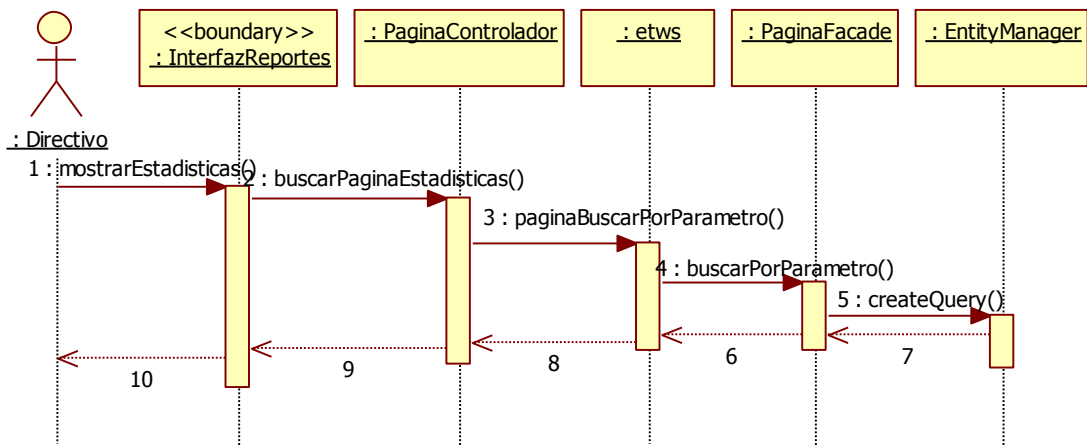 <<boundary>>
: InterfazReportes
: PaginaControlador
: etws
: PaginaFacade
: EntityManager
: Directivo
1 : mostrarEstadisticas()
2 : buscarPaginaEstadisticas()
3 : paginaBuscarPorParametro()
4 : buscarPorParametro()
5 : createQuery()
6
7
8
9
10